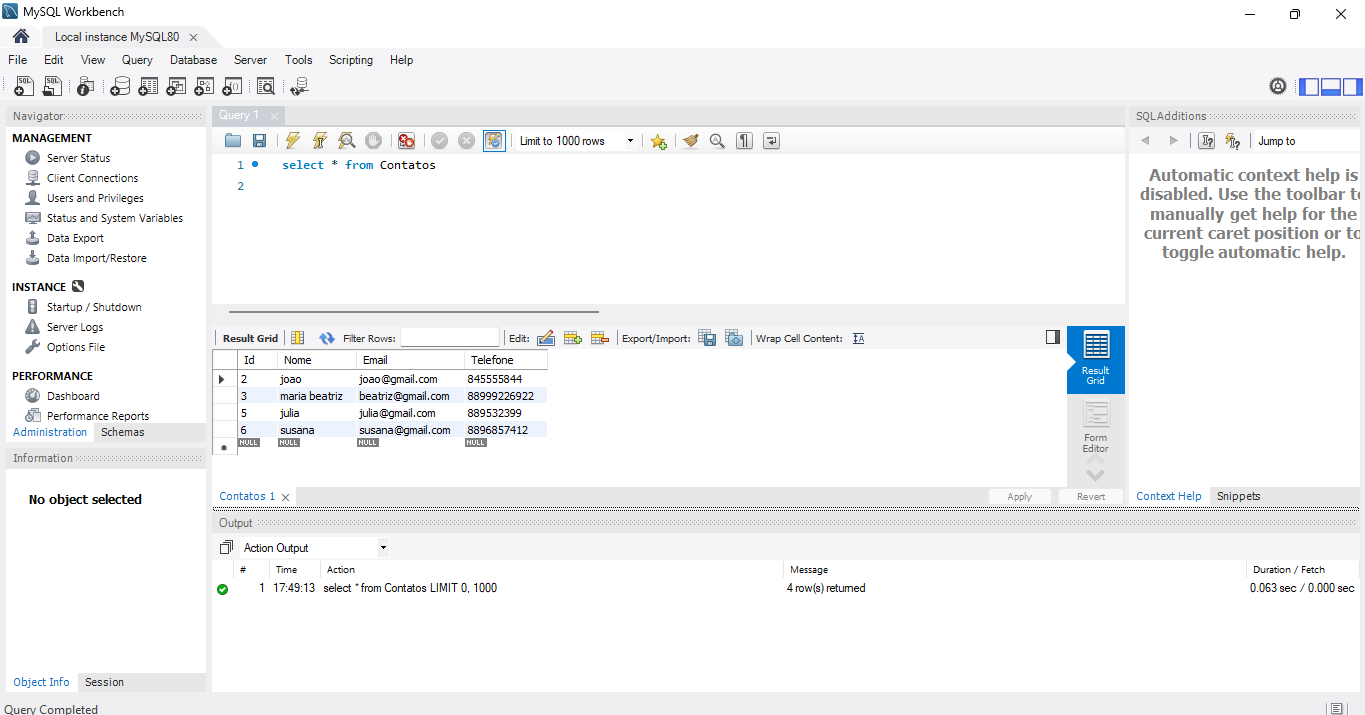 MySQL Workbench
Local instance MySQL80
File Edit View Query Database Server Tools Scripting Help
Navigator
MANAGEMENT
Server Status
Client Connections
Users and Privileges
Status and System Variables
Data Export
Data Import/Restore
INSTANCE
Startup / Shutdown
Server Logs
Options File
PERFORMANCE
Dashboard
Performance Reports
Administration Schemas
Information
No object selected
Object Info Session
Query 1
Limit to 1000 rows
1 select * from Contatos
2
Result Grid Filter Rows: Edit: Export/Import: Wrap Cell Content:
Id Nome Email Telefone
2 joao joao@gmail.com 845555844
3 maria beatriz beatriz@gmail.com 88999226922
5 julia julia@gmail.com 889532399
6 susana susana@gmail.com 8896857412
NULL NULL NULL NULL
Result
Grid
Form
Editor
Contatos 1 Apply Revert
Output
Action Output
# Time Action Message Duration / Fetch
1 17:49:13 select * from Contatos LIMIT 0, 1000 4 row(s) returned 0.063 sec / 0.000 sec
SQLAdditions
Jump to
Automatic context help is
disabled. Use the toolbar to
manually get help for the
current caret position or to
toggle automatic help.
Context Help Snippets
Query Completed